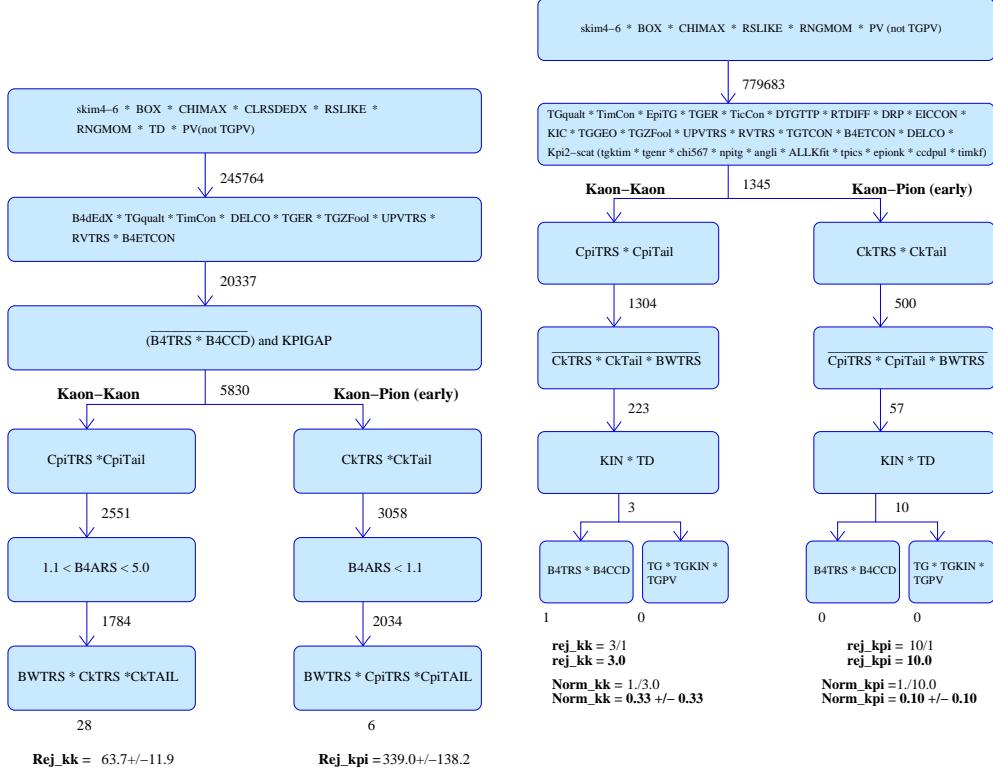 skim4−6 * BOX * CHIMAX * CLRSDEDX * RSLIKE *
RNGMOM * TD * PV(not TGPV)
245764
B4dEdX * TGqualt * TimCon * DELCO * TGER * TGZFool * UPVTRS *
RVTRS * B4ETCON
20337
(B4TRS * B4CCD) and KPIGAP
5830
Kaon−Kaon
Kaon−Pion (early)
CpiTRS *CpiTail
CkTRS *CkTail
2551
3058
1.1 < B4ARS < 5.0
B4ARS < 1.1
1784
2034
BWTRS * CkTRS *CkTAIL
BWTRS * CpiTRS *CpiTAIL
28
6
Rej_kk = 63.7+/−11.9
Rej_kpi = 339.0+/−138.2
skim4−6 * BOX * CHIMAX * RSLIKE * RNGMOM * PV (not TGPV)
779683
TGqualt * TimCon * EpiTG * TGER * TicCon * DTGTTP * RTDIFF * DRP * EICCON *
KIC * TGGEO * TGZFool * UPVTRS * RVTRS * TGTCON * B4ETCON * DELCO *
Kpi2−scat (tgktim * tgenr * chi567 * npitg * angli * ALLKfit * tpics * epionk * ccdpul * timkf)
1345
Kaon−Kaon
Kaon−Pion (early)
CpiTRS * CpiTail
CkTRS * CkTail
1304
500
CkTRS * CkTail * BWTRS
CpiTRS * CpiTail * BWTRS
223
57
KIN * TD
KIN * TD
3
10
B4TRS * B4CCD
TG * TGKIN *
TGPV
B4TRS * B4CCD
TG * TGKIN *
TGPV
1
0
0
0
rej_kk = 3/1
rej_kk = 3.0
rej_kpi = 10/1
rej_kpi = 10.0
Norm_kk = 1./3.0
Norm_kk = 0.33 +/− 0.33
Norm_kpi =1./10.0
Norm_kpi = 0.10 +/− 0.10